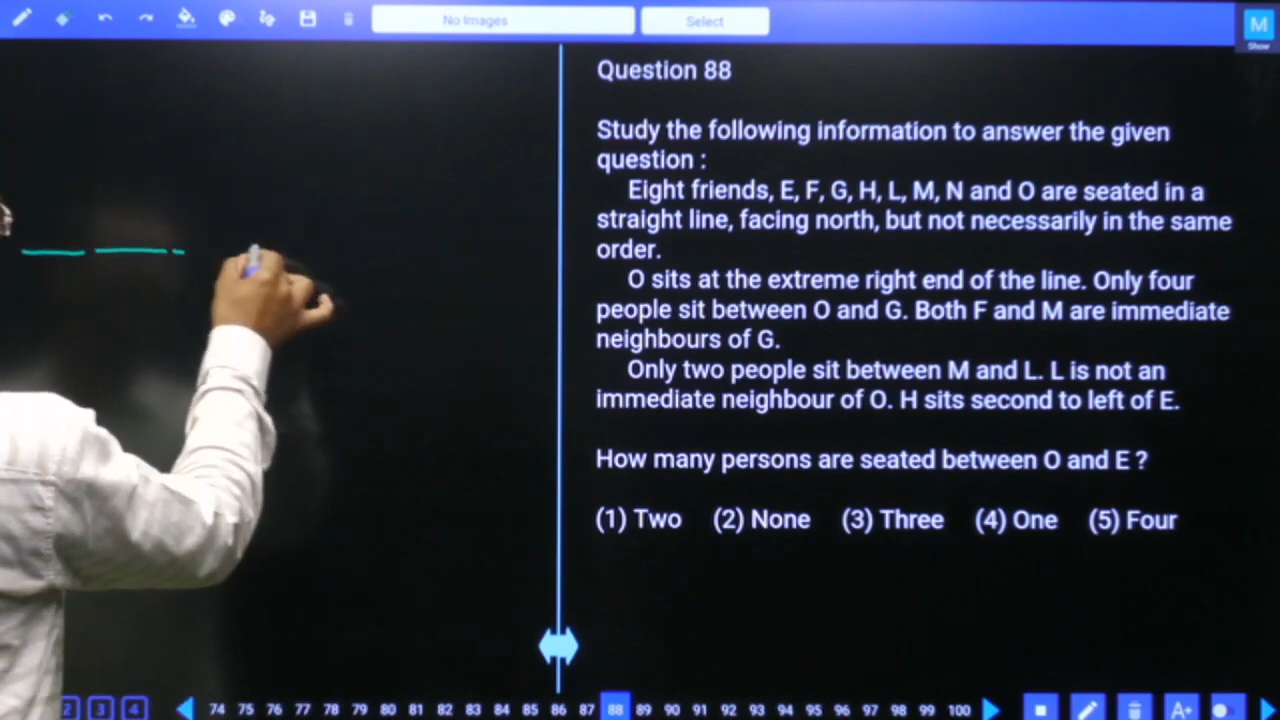 No Images
Select
M
Show
Question 88
Study the following information to answer the given
question :
Eight friends, E, F, G, H, L, M, N and O are seated in a
straight line, facing north, but not necessarily in the same
order.
O sits at the extreme right end of the line. Only four
people sit between O and G. Both F and M are immediate
neighbours of G.
Only two people sit between M and L. L is not an
immediate neighbour of O. H sits second to left of E.
How many persons are seated between O and E ?
(1) Two (2) None (3) Three (4) One (5) Four
2 3 4 74 75 76 77 78 79 80 81 82 83 84 85 86 87 88 89 90 91 92 93 94 95 96 97 98 99 100 A+